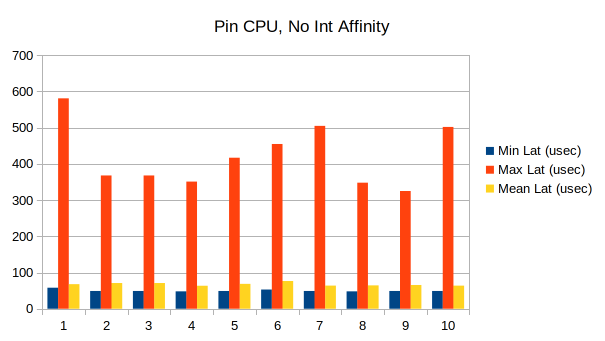 Pin CPU, No Int Affinity
700
600
500
400
300
200
100
0
1 2 3 4 5 6 7 8 9 10
Min Lat (usec)
Max Lat (usec)
Mean Lat (usec)